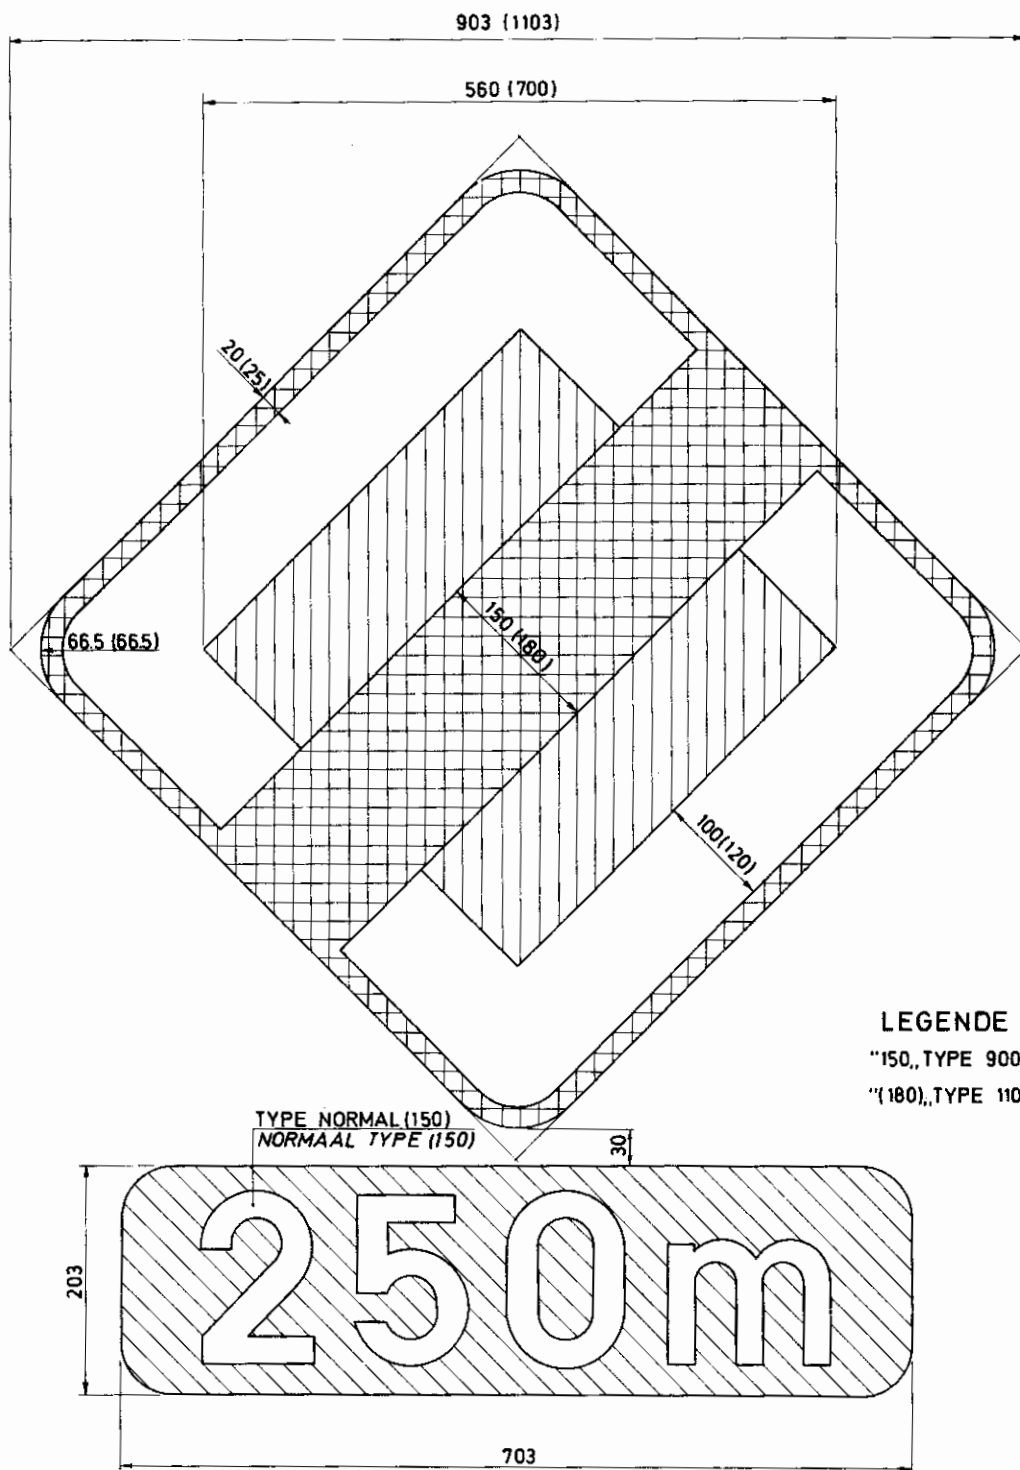 903 (1103)
560 (700)
20(25)
66.5 (66.5)
150 (180)
100(120)
LEGENDE
"150„ TYPE 900
"(180)„ TYPE 110
TYPE NORMAL (150)
NORMAAL TYPE (150)
30
203
250m
703